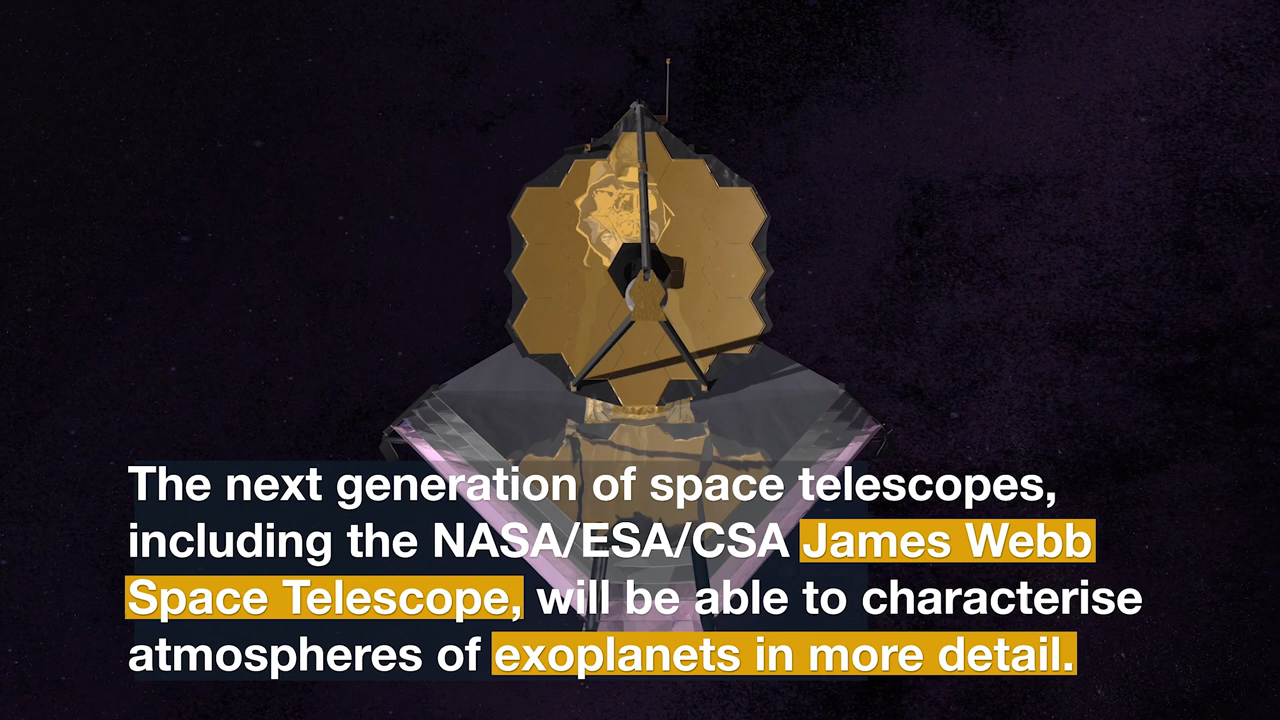 The next generation of space telescopes,
including the NASA/ESA/CSA James Webb
Space Telescope, will be able to characterise
atmospheres of exoplanets in more detail.